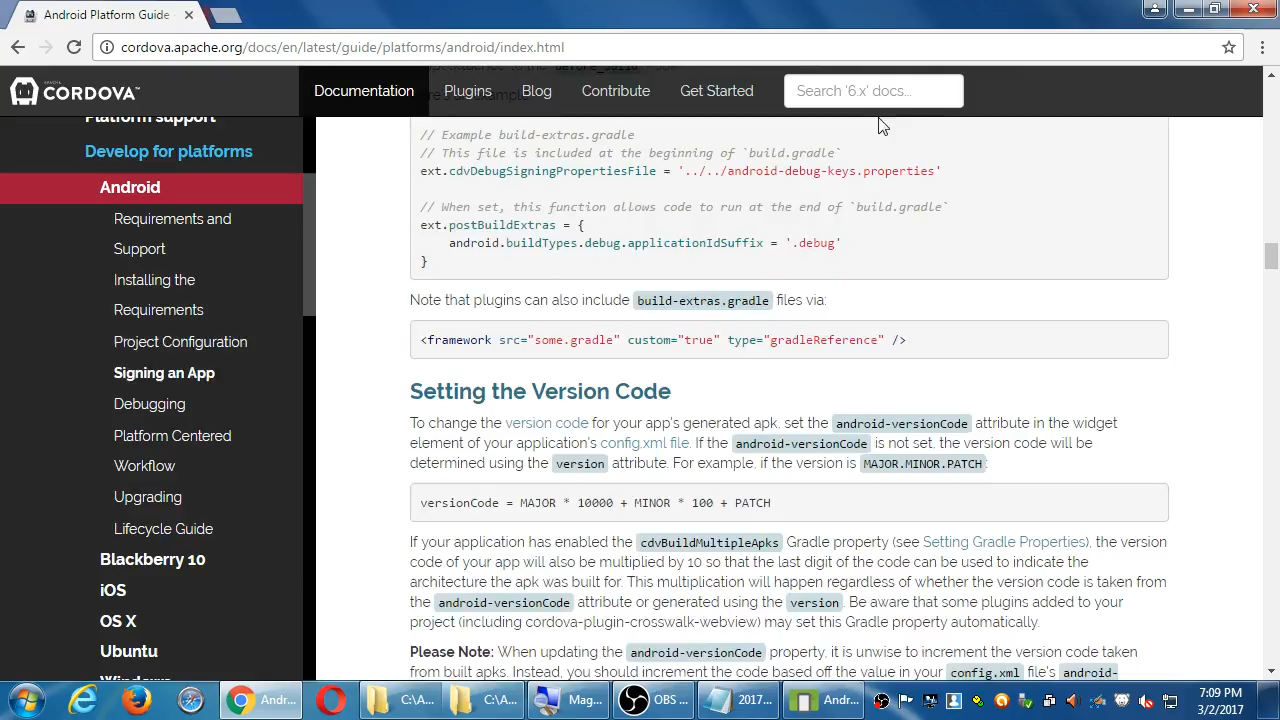 Android Platform Guide
cordova.apache.org/docs/en/latest/guide/platforms/android/index.html
APACHE
CORDOVA™
Documentation
Plugins
Blog
Contribute
Get Started
Search '6.x' docs...
Platform support
Develop for platforms
Android
Requirements and
Support
Installing the
Requirements
Project Configuration
Signing an App
Debugging
Platform Centered
Workflow
Upgrading
Lifecycle Guide
Blackberry 10
iOS
OS X
Ubuntu
Windows
// Example build-extras.gradle
// This file is included at the beginning of `build.gradle`
ext.cdvDebugSigningPropertiesFile = '../../android-debug-keys.properties'
// When set, this function allows code to run at the end of `build.gradle`
ext.postBuildExtras = {
android.buildTypes.debug.applicationIdSuffix = '.debug'
}
Note that plugins can also include build-extras.gradle files via:
<framework src="some.gradle" custom="true" type="gradleReference" />
Setting the Version Code
To change the version code for your app's generated apk, set the android-versionCode attribute in the widget
element of your application's config.xml file. If the android-versionCode is not set, the version code will be
determined using the version attribute. For example, if the version is MAJOR.MINOR.PATCH:
versionCode = MAJOR * 10000 + MINOR * 100 + PATCH
If your application has enabled the cdvBuildMultipleApks Gradle property (see Setting Gradle Properties), the version
code of your app will also be multiplied by 10 so that the last digit of the code can be used to indicate the
architecture the apk was built for. This multiplication will happen regardless of whether the version code is taken from
the android-versionCode attribute or generated using the version. Be aware that some plugins added to your
project (including cordova-plugin-crosswalk-webview) may set this Gradle property automatically.
Please Note: When updating the android-versionCode property, it is unwise to increment the version code taken
from built apks. Instead, you should increment the code based off the value in your config.xml file's android-
Andr...
C:\A...
C:\A...
Mag...
OBS ...
2017...
Andr...
7:09 PM
3/2/2017